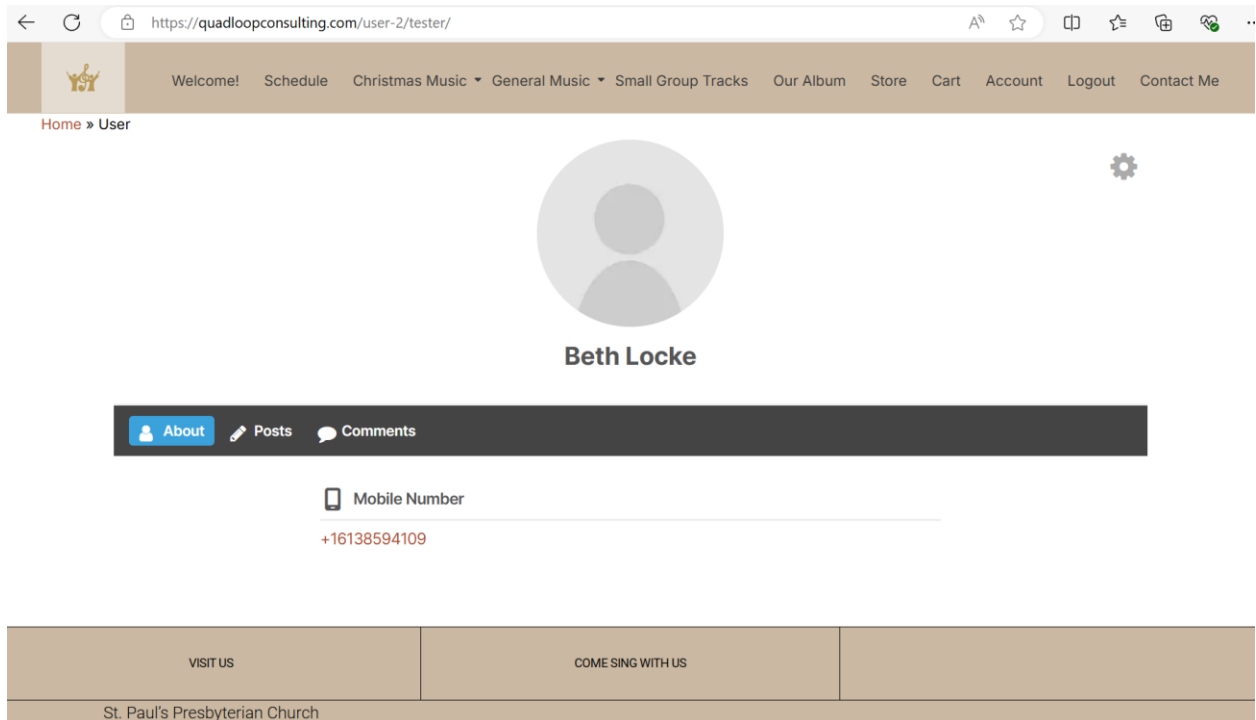 https://quadloopconsulting.com/user-2/tester/
Welcome! Schedule Christmas Music General Music Small Group Tracks Our Album Store Cart Account Logout Contact Me
Home » User
Beth Locke
About Posts Comments
Mobile Number
+16138594109
VISIT US COME SING WITH US
St. Paul's Presbyterian Church